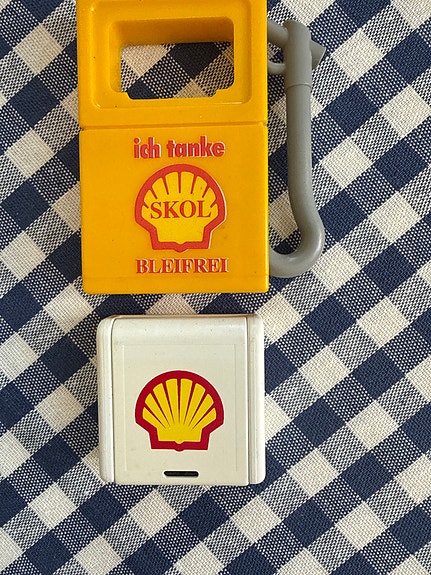 ich tanke
SKOL
BLEIFREI